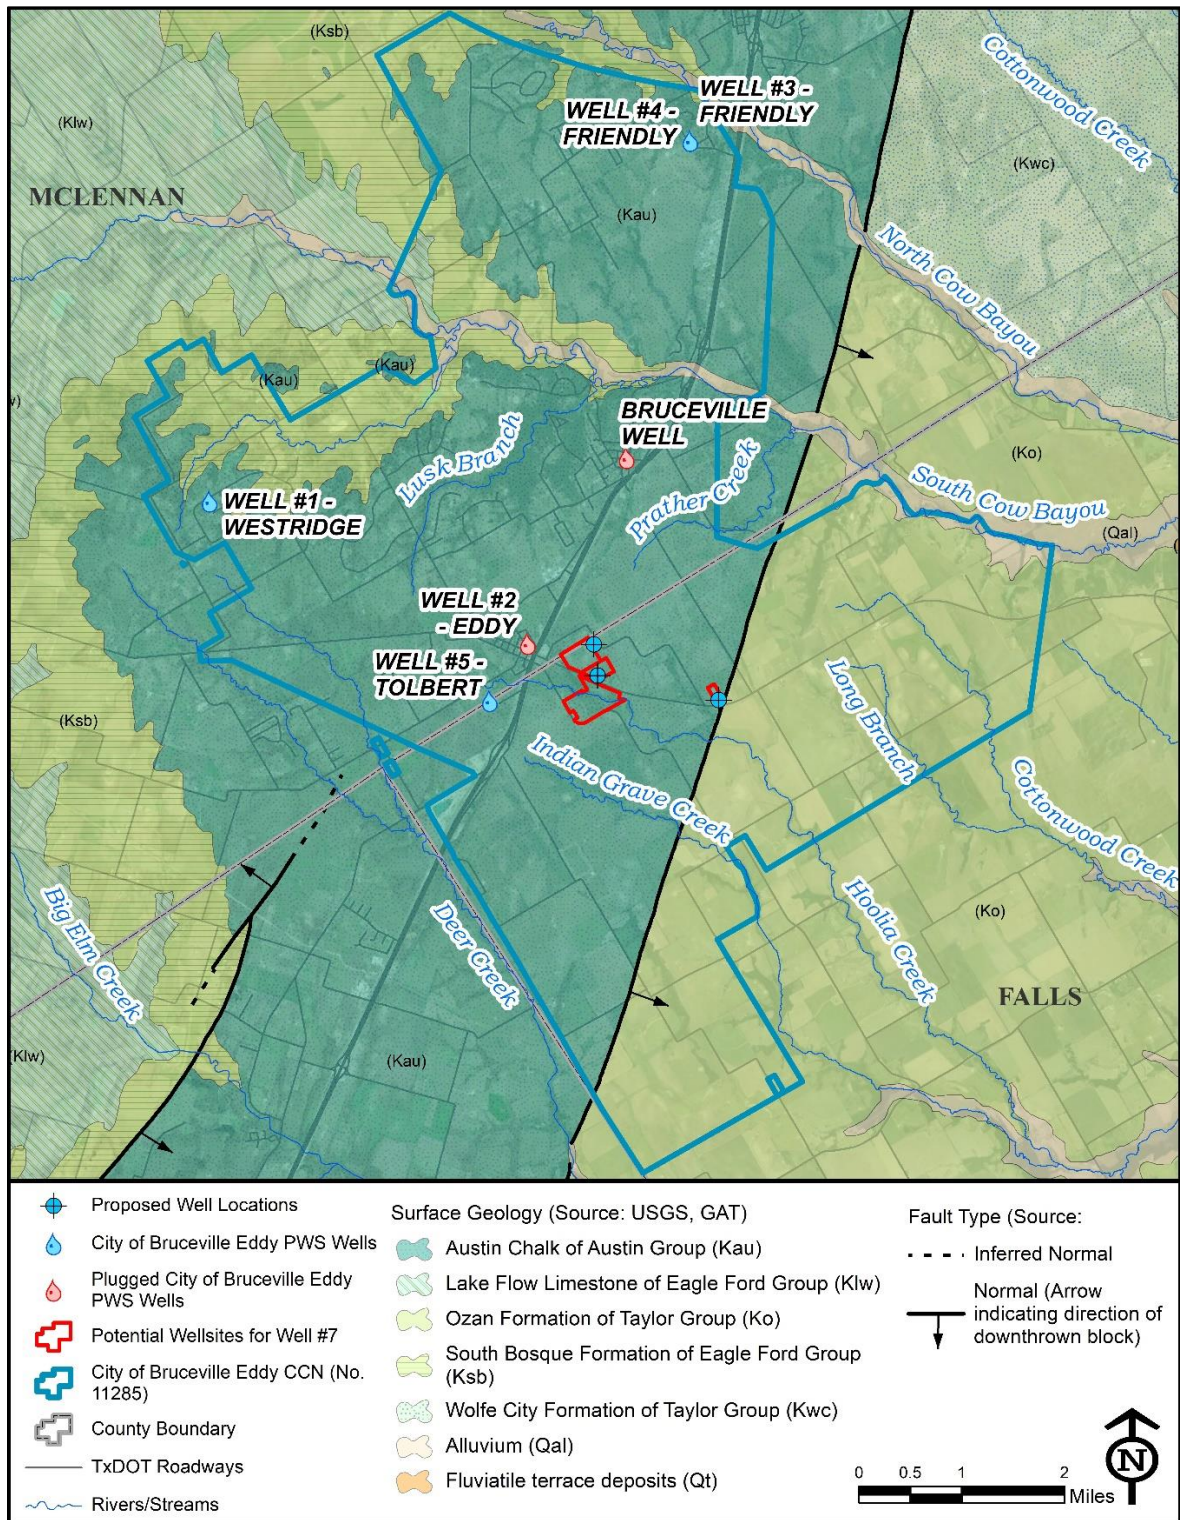 (Ksb)
Cottonwood Creek
WELL #3 -
FRIENDLY
WELL #4 -
FRIENDLY
(Klw)
(Kwc)
MCLENNAN
(Kau)
North Cow Bayou
(Kau)
(Kau)
BRUCEVILLE
WELL
Lusk Branch
(Ko)
Prather Creek
South Cow Bayou
WELL #1 -
WESTRIDGE
(Qal)
WELL #2
- EDDY
WELL #5 -
TOLBERT
Long Branch
(Ksb)
Indian Grave Creek
Cottonwood Creek
Big Elm Creek
Deer Creek
Hoolia Creek
(Ko)
FALLS
(Klw)
(Kau)
Proposed Well Locations
City of Bruceville Eddy PWS Wells
Plugged City of Bruceville Eddy
PWS Wells
Potential Wellsites for Well #7
City of Bruceville Eddy CCN (No.
11285)
County Boundary
TxDOT Roadways
Rivers/Streams
Surface Geology (Source: USGS, GAT)
Austin Chalk of Austin Group (Kau)
Lake Flow Limestone of Eagle Ford Group (Klw)
Ozan Formation of Taylor Group (Ko)
South Bosque Formation of Eagle Ford Group
(Ksb)
Wolfe City Formation of Taylor Group (Kwc)
Alluvium (Qal)
Fluviatile terrace deposits (Qt)
Fault Type (Source:
Inferred Normal
Normal (Arrow
indicating direction of
downthrown block)
N
0 0.5 1 2
Miles